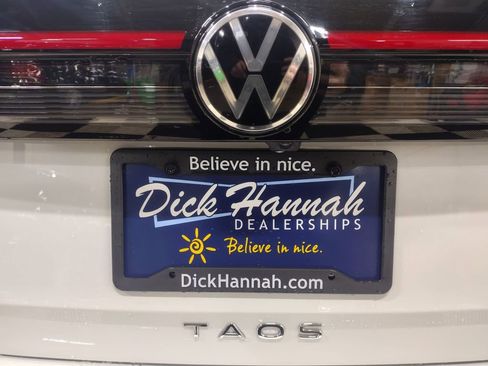 Believe in nice.
Dick Hannah
DEALERSHIPS
Believe in nice.
DickHannah.com
TAOS